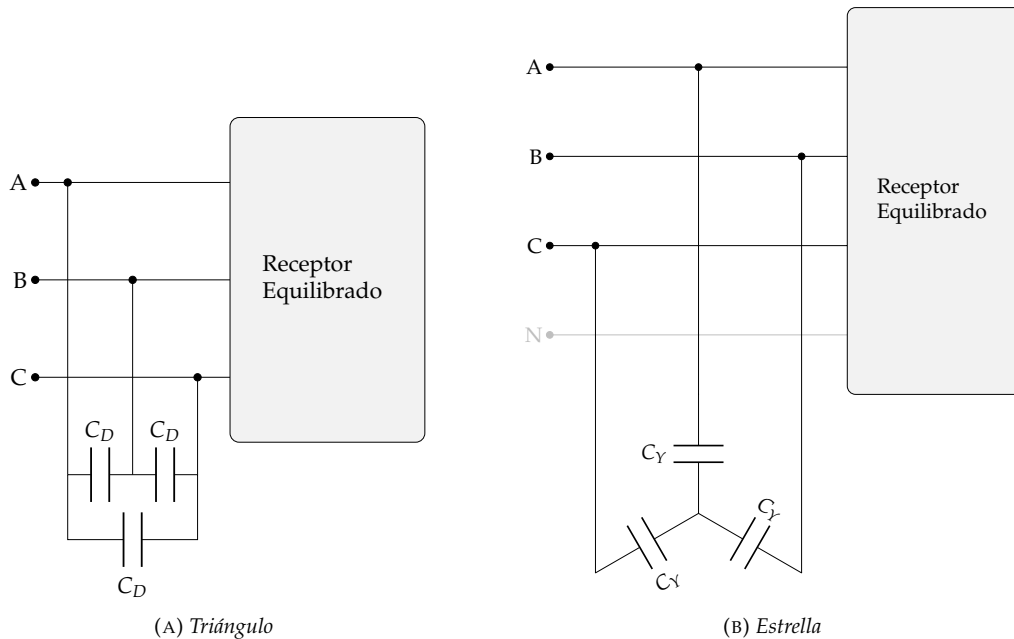 A
B
C
Receptor
Equilibrado
C_D
C_D
C_D
(A) Triángulo
A
B
C
N
Receptor
Equilibrado
C_Y
C_Y
C_Y
(B) Estrella